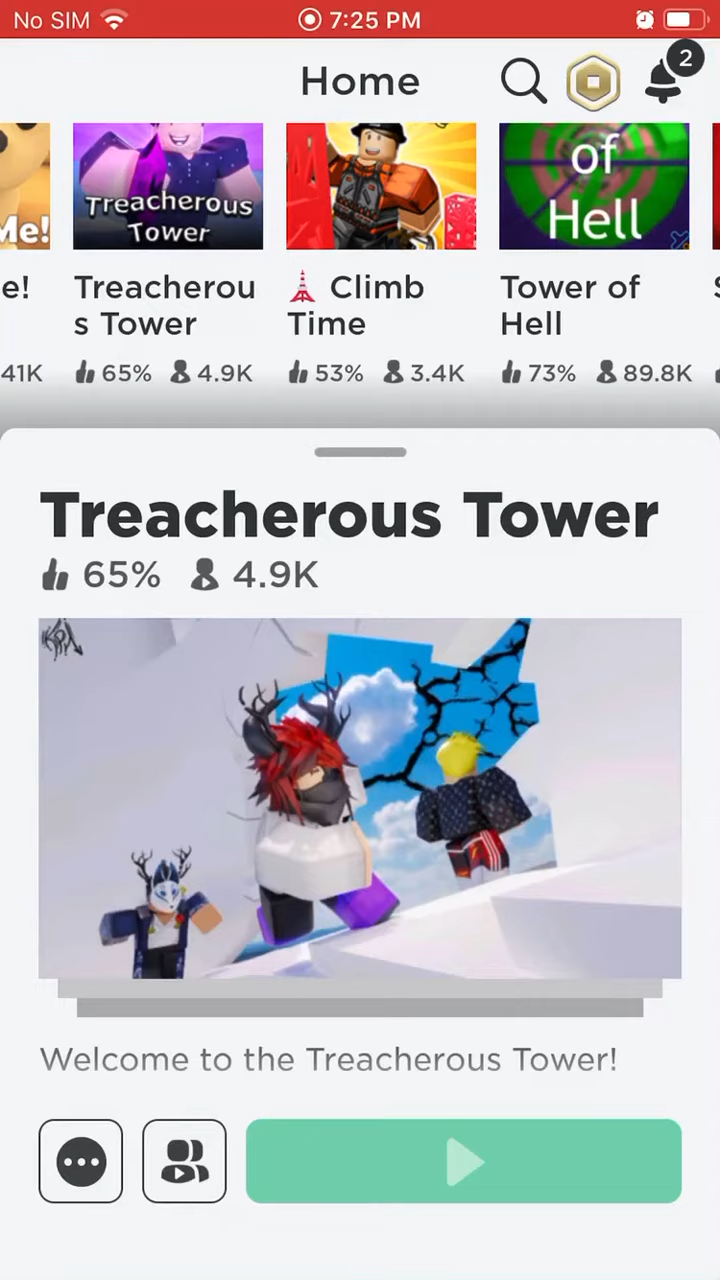 No SIM 7:25 PM
Home 2
Me!
Treacherous
Tower
of
Hell
e!
Treacherou
s Tower
Climb
Time
Tower of
Hell
41K 65% 4.9K 53% 3.4K 73% 89.8K
Treacherous Tower
65% 4.9K
Welcome to the Treacherous Tower!